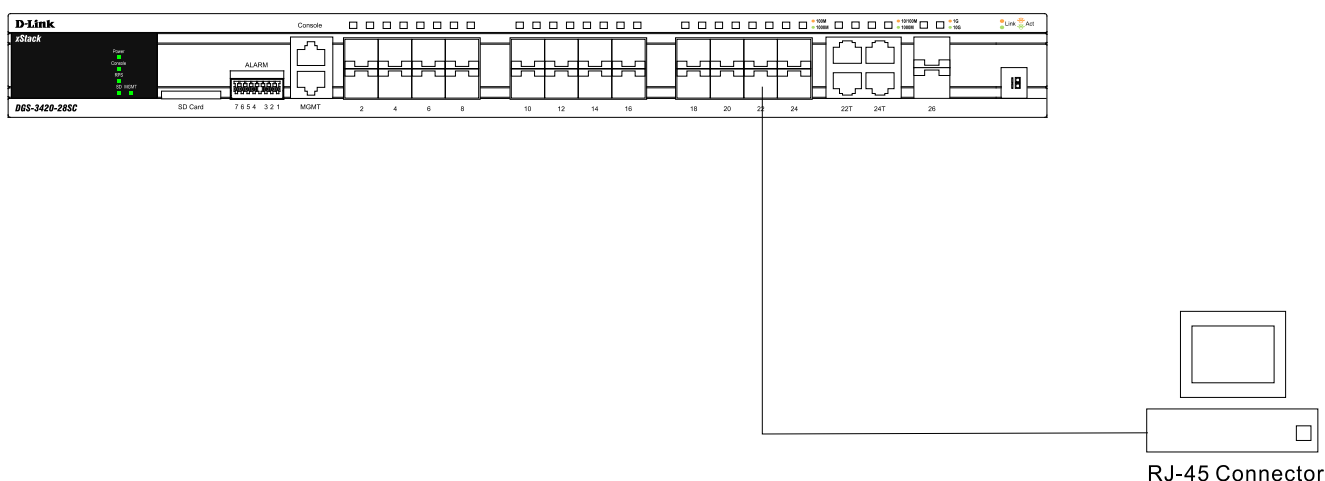 D-Link
Console
100M
1000M
10/100M
1000M
1G
10G
Link
Act
xStack
Power
Console
RPS
SD MGMT
ALARM
DGS-3420-28SC
SD Card
7 6 5 4 3 2 1
MGMT
2 4 6 8
10 12 14 16
18 20 22 24
22T 24T
26
RJ-45 Connector